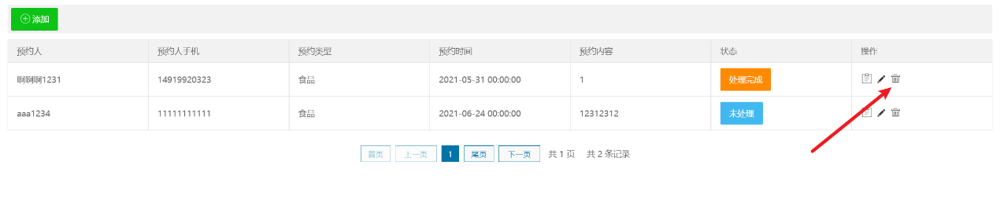 添加
预约人 预约人手机 预约类型 预约时间 预约内容 状态 操作
啊啊啊1231 14919920323 食品 2021-05-31 00:00:00 1 处理完成
aaa1234 11111111111 食品 2021-06-24 00:00:00 12312312 未处理
首页 上一页 1 尾页 下一页 共 1 页 共 2 条记录